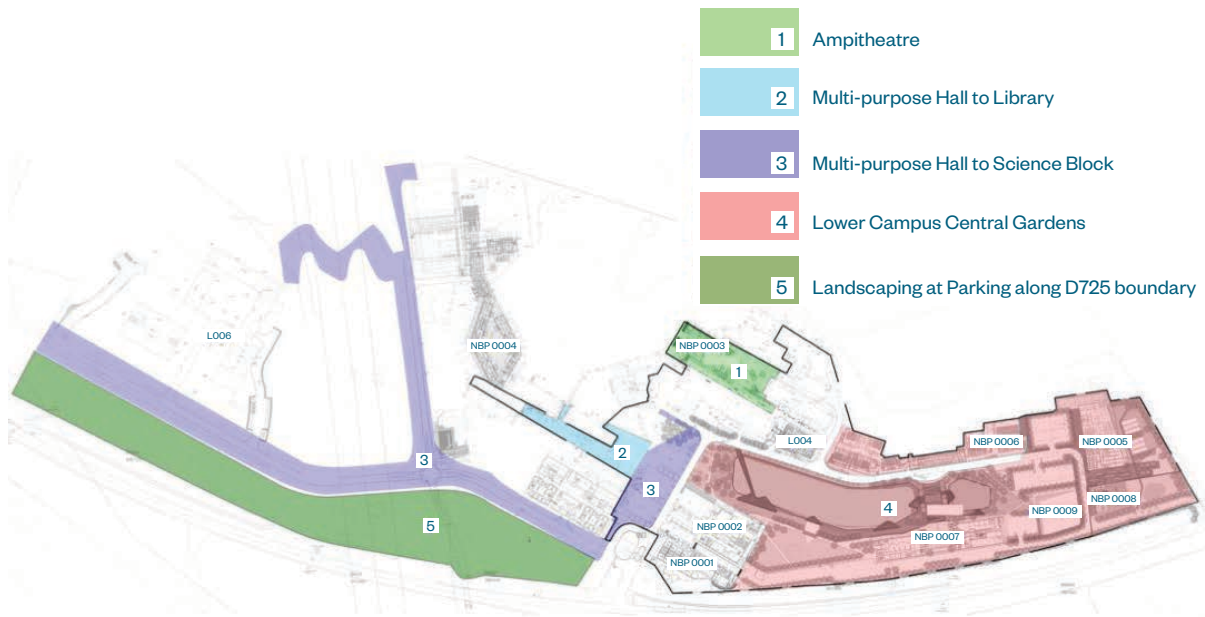 1 Ampitheatre
2 Multi-purpose Hall to Library
3 Multi-purpose Hall to Science Block
4 Lower Campus Central Gardens
5 Landscaping at Parking along D725 boundary
L006
NBP 0004
NBP 0003
1
L004
NBP 0006
NBP 0005
2
3
3
4
NBP 0008
NBP 0009
5
NBP 0002
NBP 0007
NBP 0001